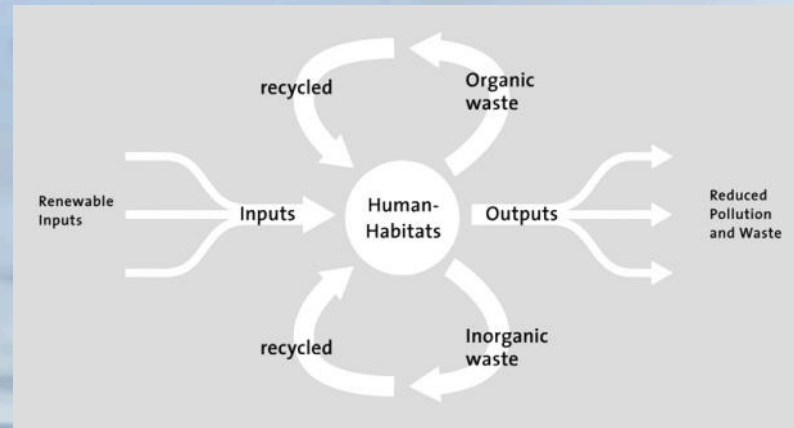 recycled
Organic
waste
Renewable
Inputs
Inputs
Human-
Habitats
Outputs
Reduced
Pollution
and Waste
recycled
Inorganic
waste